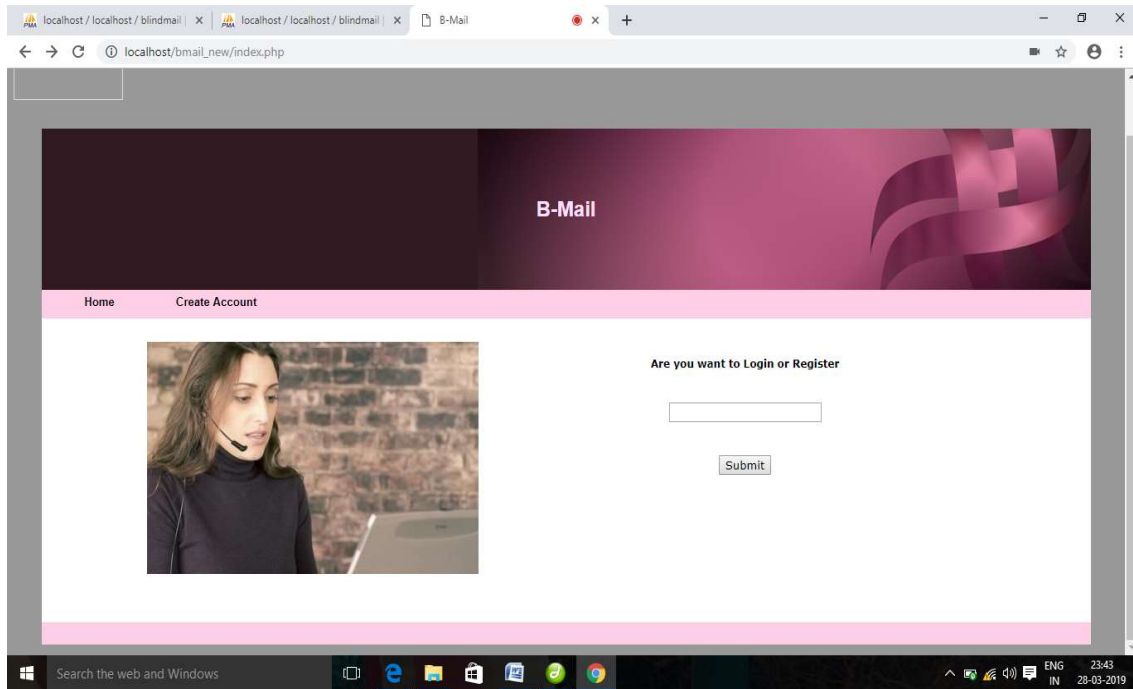 localhost / localhost / blindmail |
localhost / localhost / blindmail |
B-Mail
localhost/bmail_new/index.php
B-Mail
Home Create Account
Are you want to Login or Register
Submit
Search the web and Windows
ENG 23:43
IN 28-03-2019